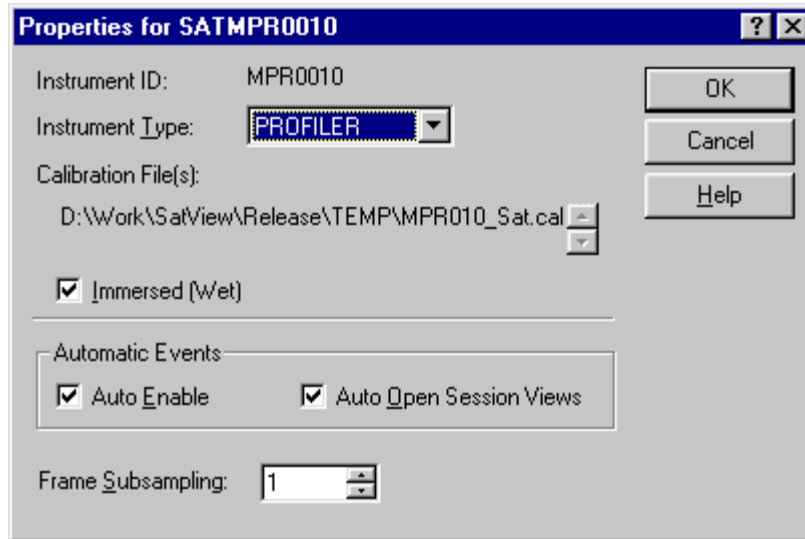 Properties for SATMPR0010
Instrument ID: MPR0010
Instrument Type: PROFILER
Calibration File(s):
D:\Work\SatView\Release\TEMP\MPR010_Sat.cal
Immersed (Wet)
Automatic Events
Auto Enable Auto Open Session Views
Frame Subsampling: 1
OK
Cancel
Help